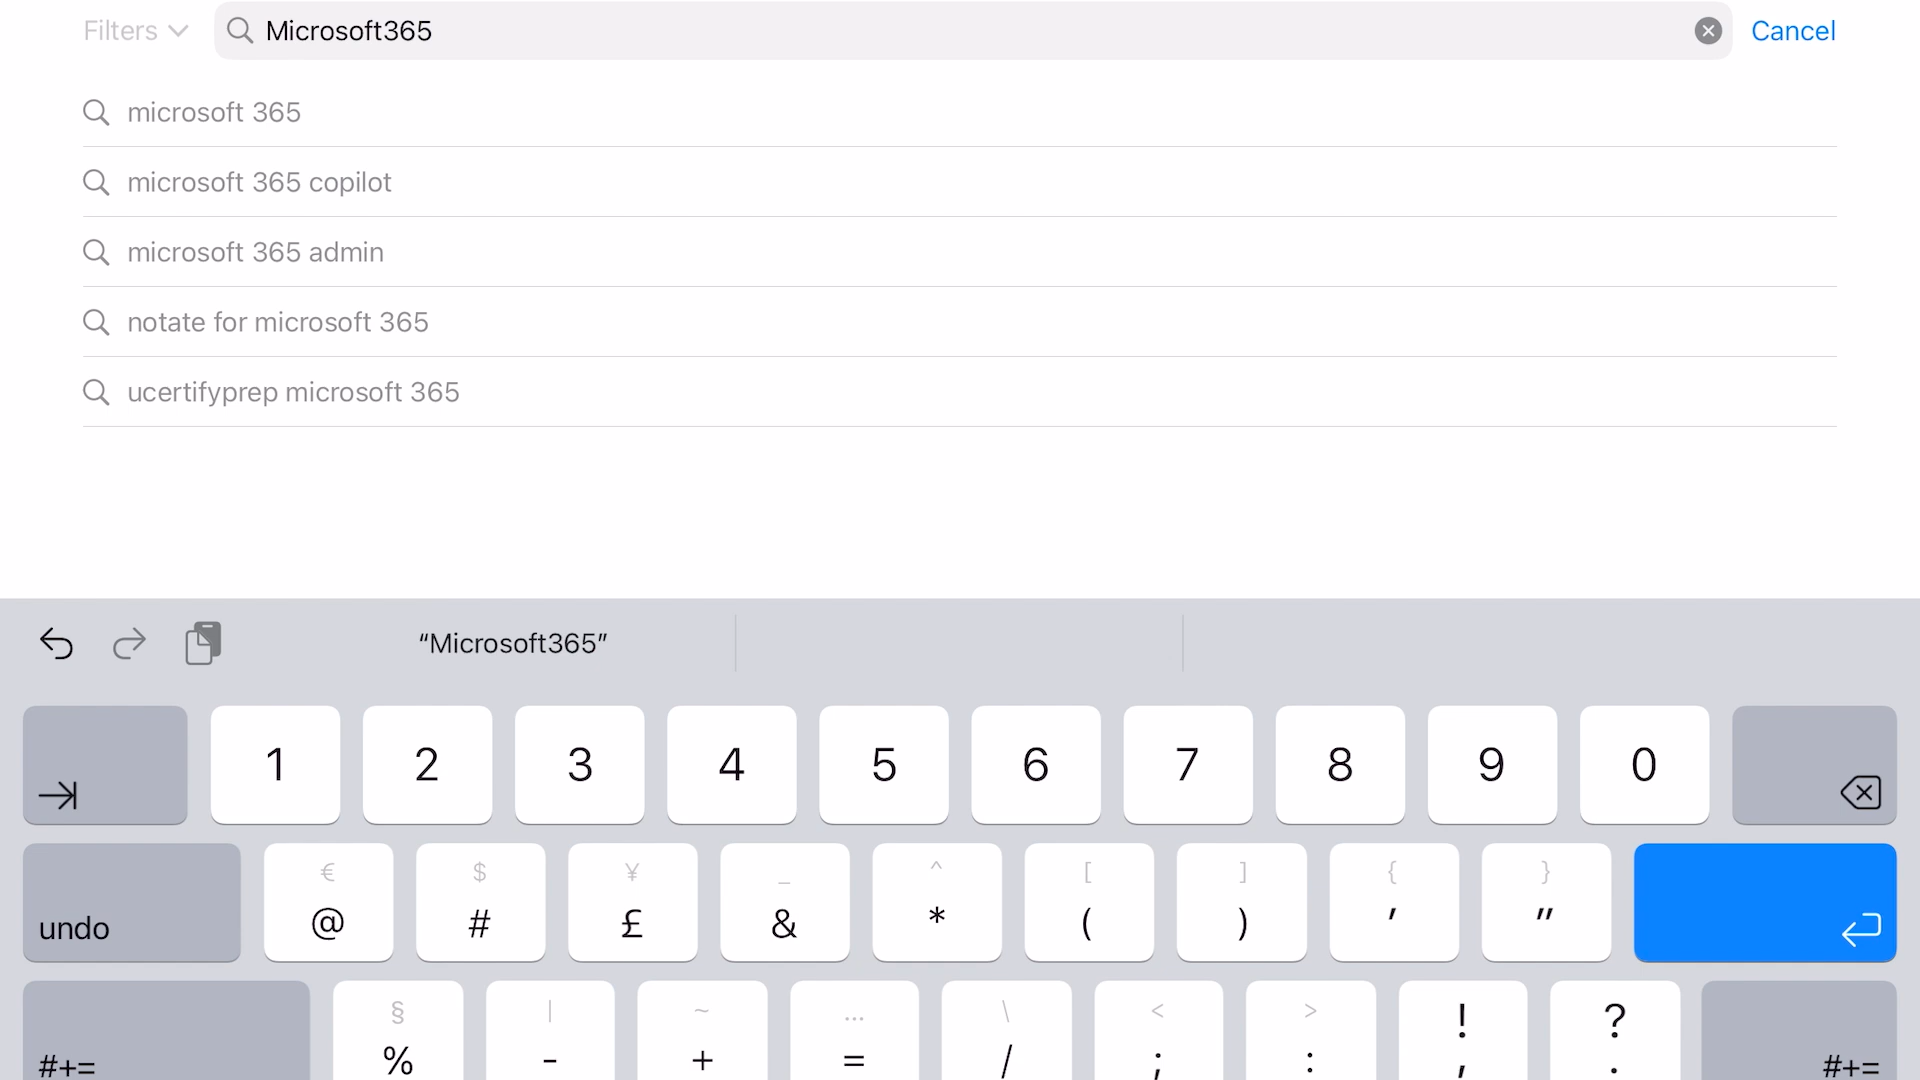 Filters Microsoft365 Cancel
microsoft 365
microsoft 365 copilot
microsoft 365 admin
notate for microsoft 365
ucertifyprep microsoft 365
“Microsoft365”
1 2 3 4 5 6 7 8 9 0
€ $ ¥ _ ^ [ ] { }
undo @ # £ & * ( ) ' "
§ | ~ … \ < > ! ?
#+= % - + = / ; : , . #+=